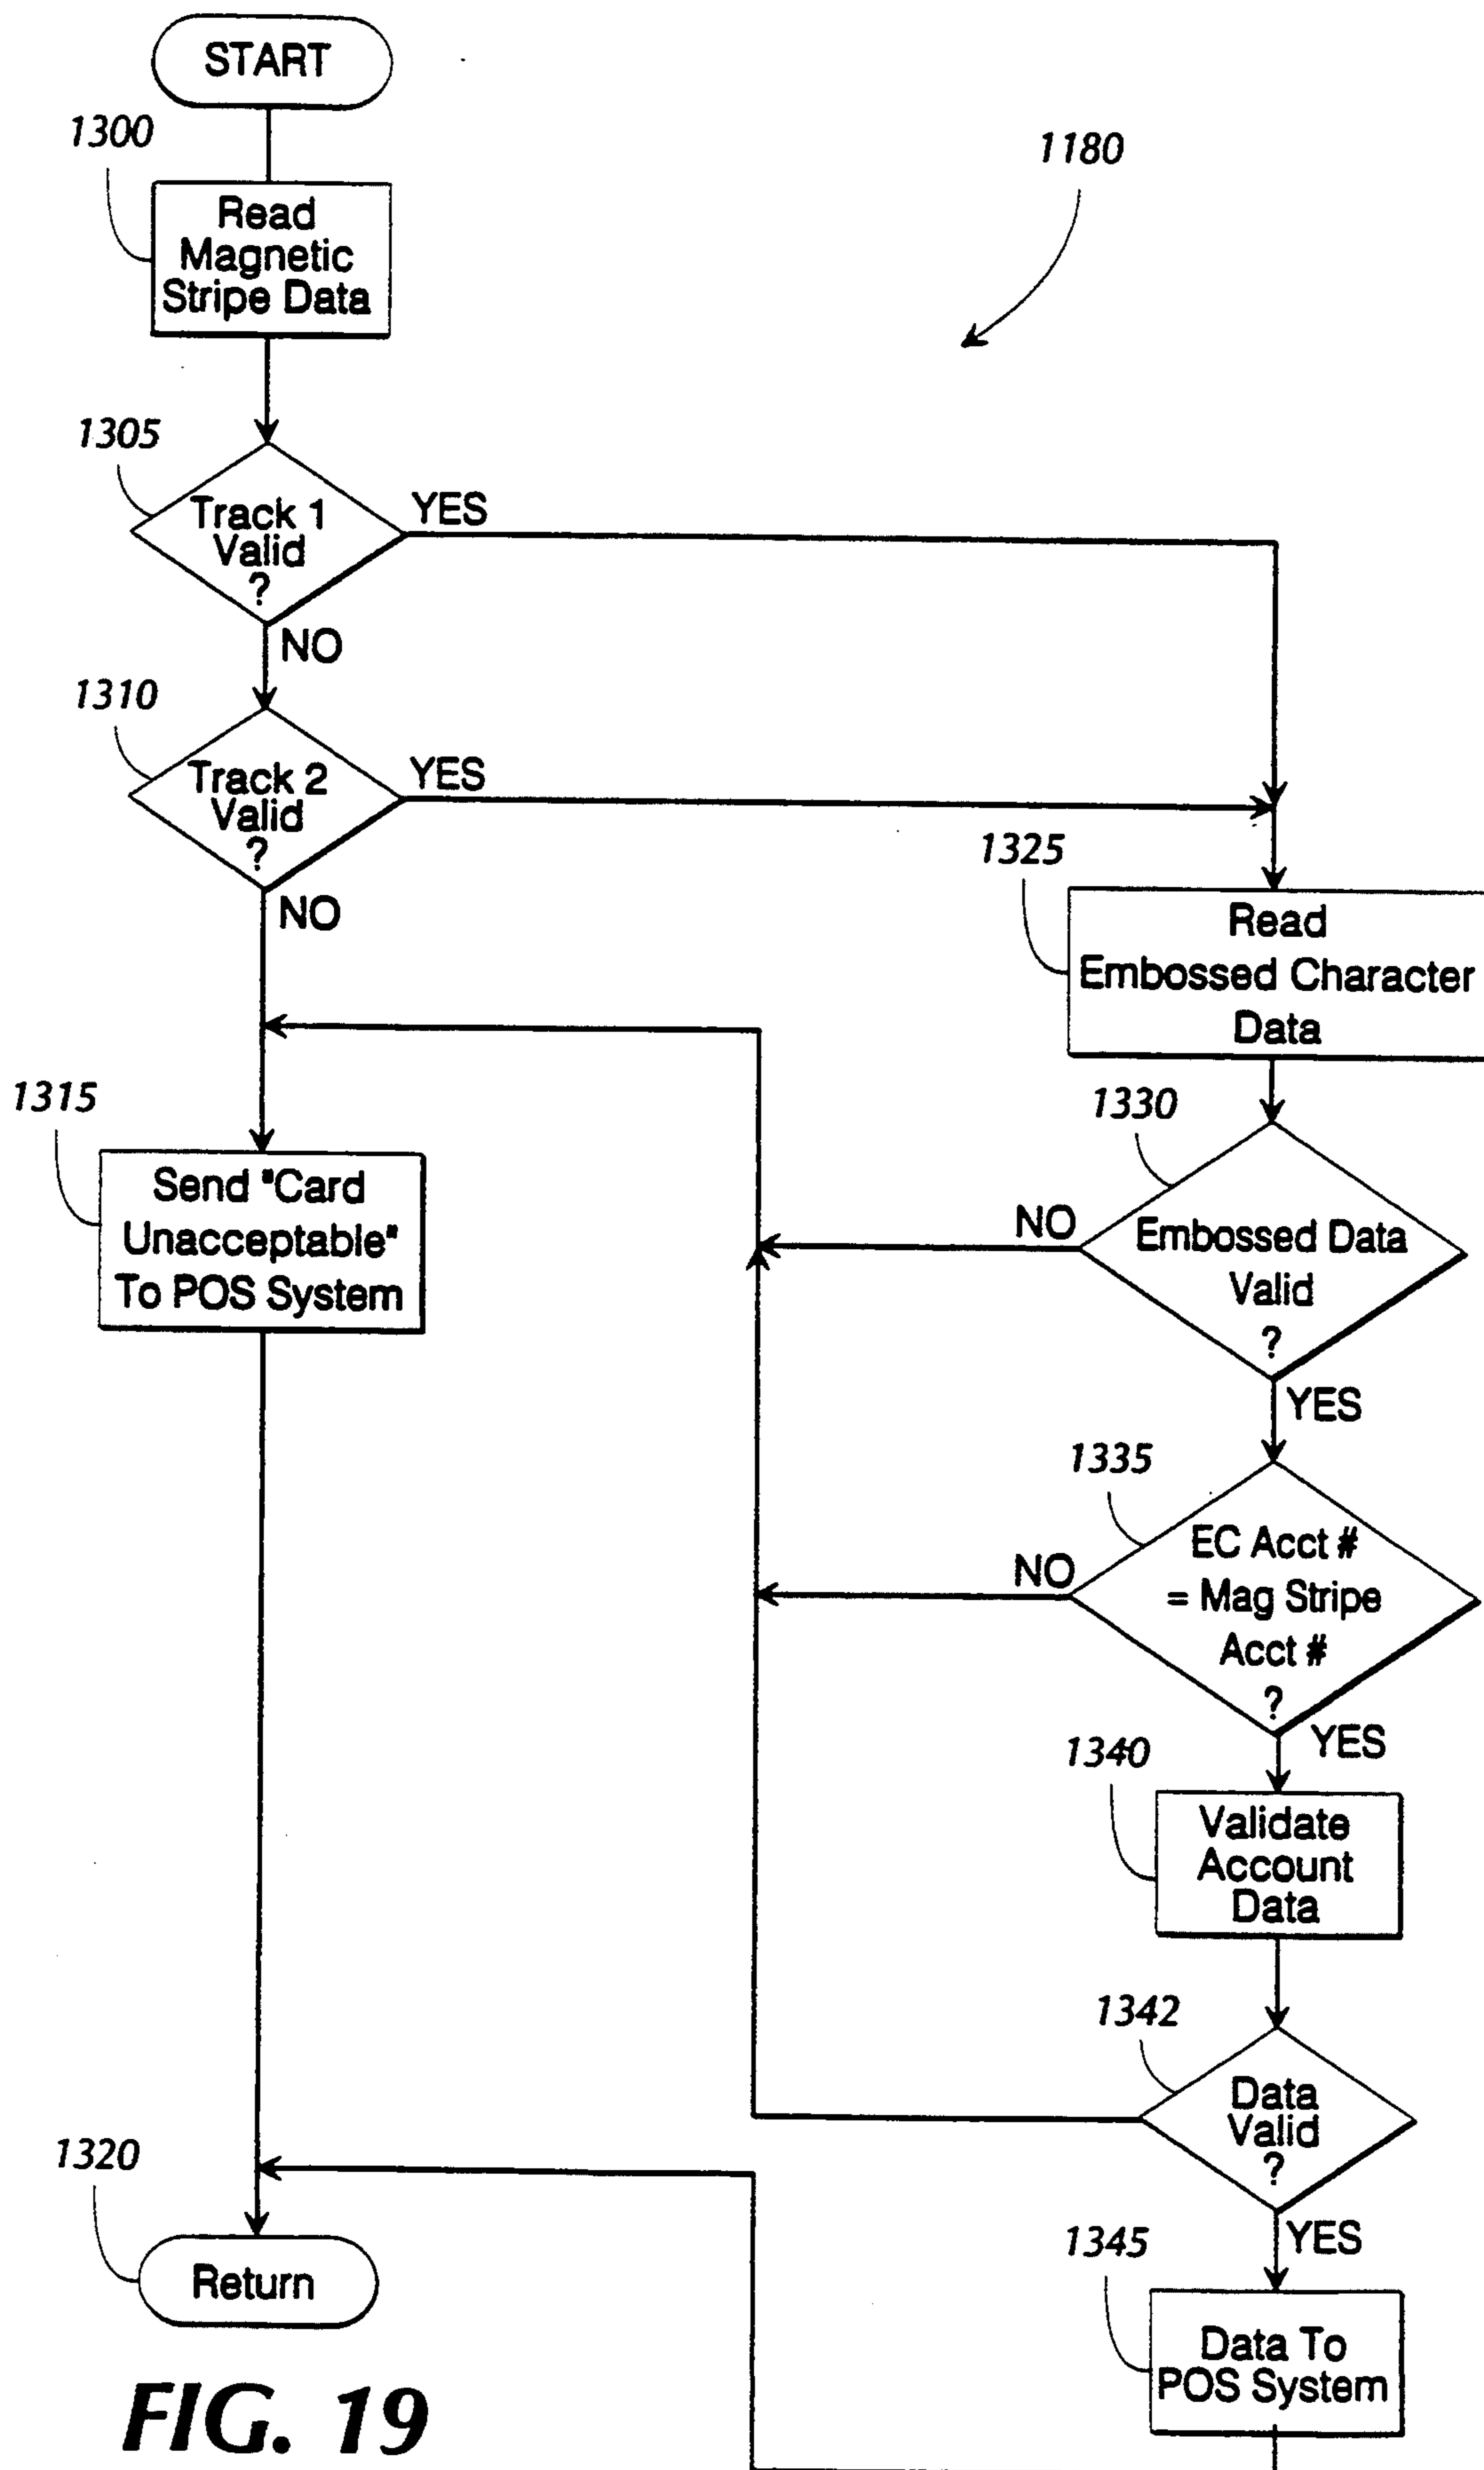 START
1300
1180
Read
Magnetic
Stripe Data
1305
Track 1
Valid
?
YES
NO
1310
Track 2
Valid
?
YES
NO
1325
Read
Embossed Character
Data
1315
Send "Card
Unacceptable"
To POS System
1330
NO
Embossed Data
Valid
?
YES
1335
NO
EC Acct #
= Mag Stripe
Acct #
?
YES
1340
Validate
Account
Data
1342
Data
Valid
?
YES
1320
Return
1345
Data To
POS System
FIG. 19